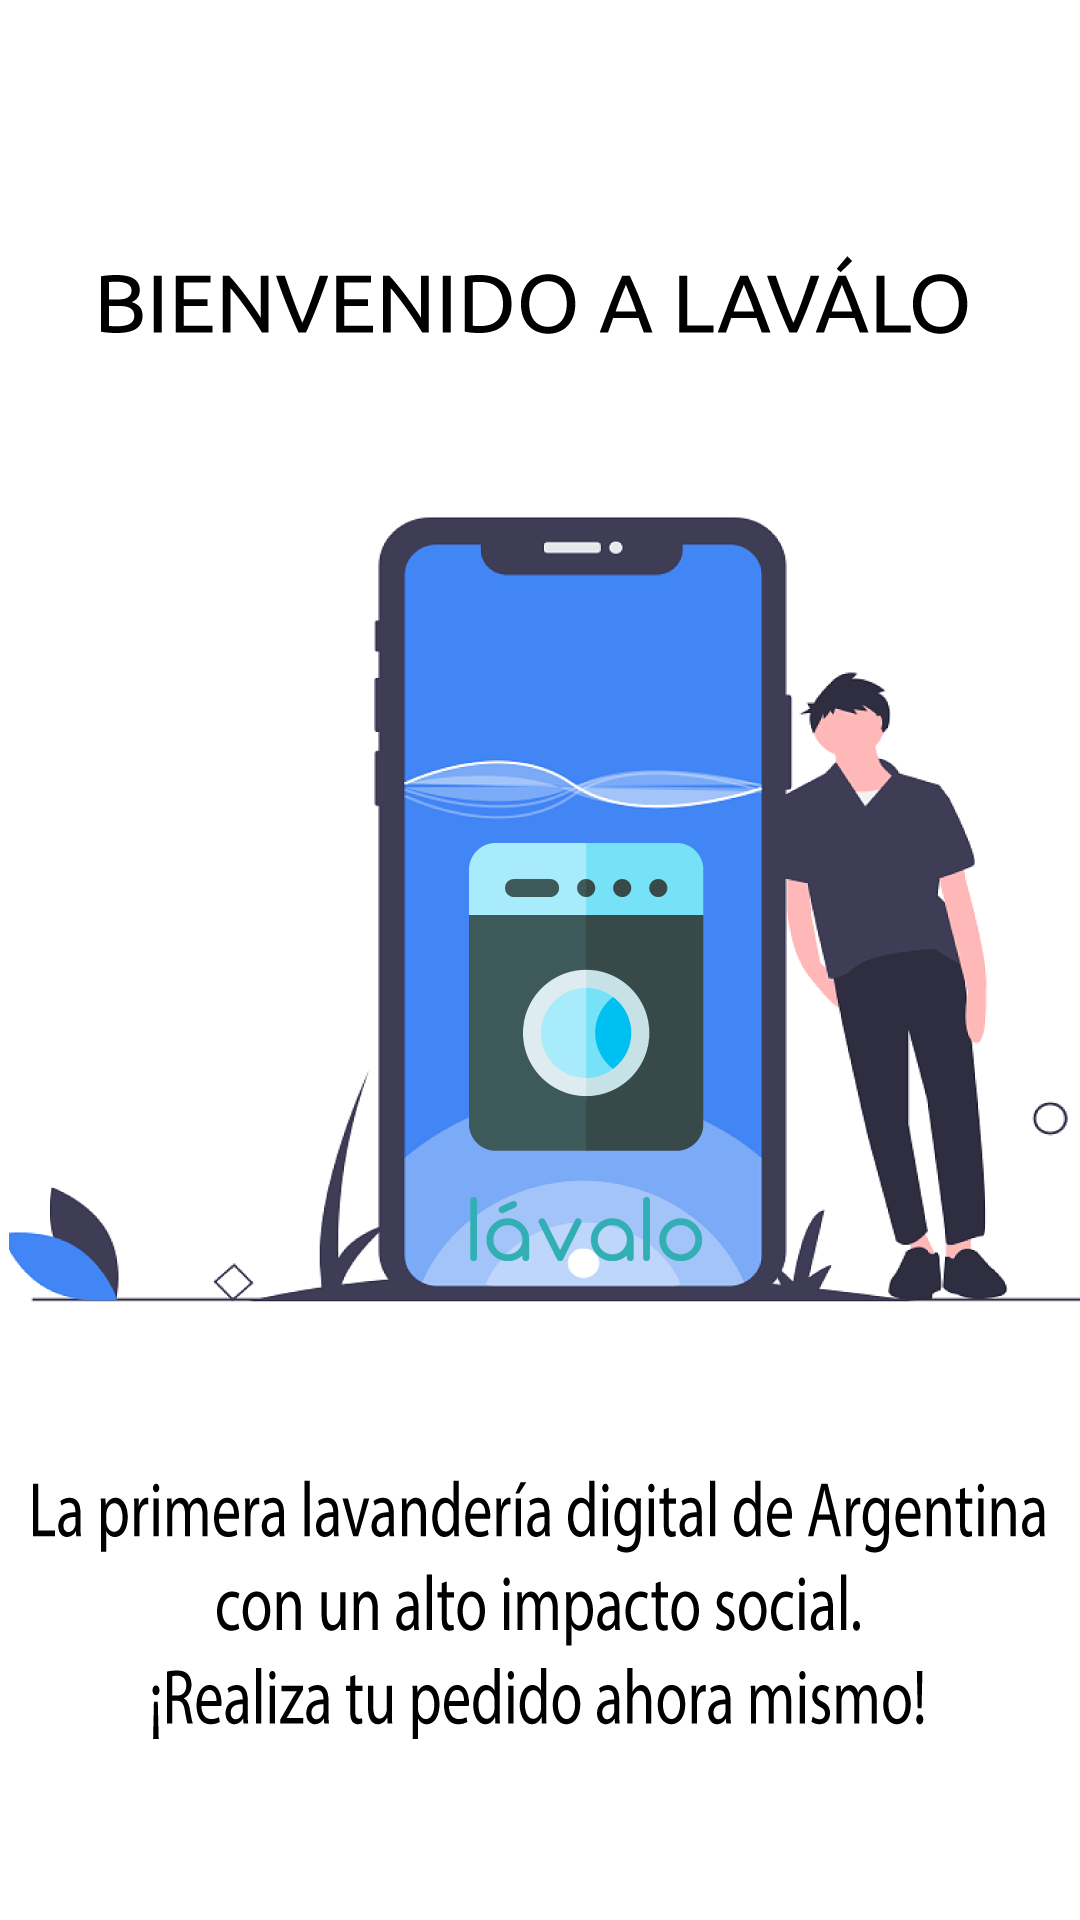 BIENVENIDO A LAVÁLO
lávalo
La primera lavandería digital de Argentina
con un alto impacto social.
¡Realiza tu pedido ahora mismo!